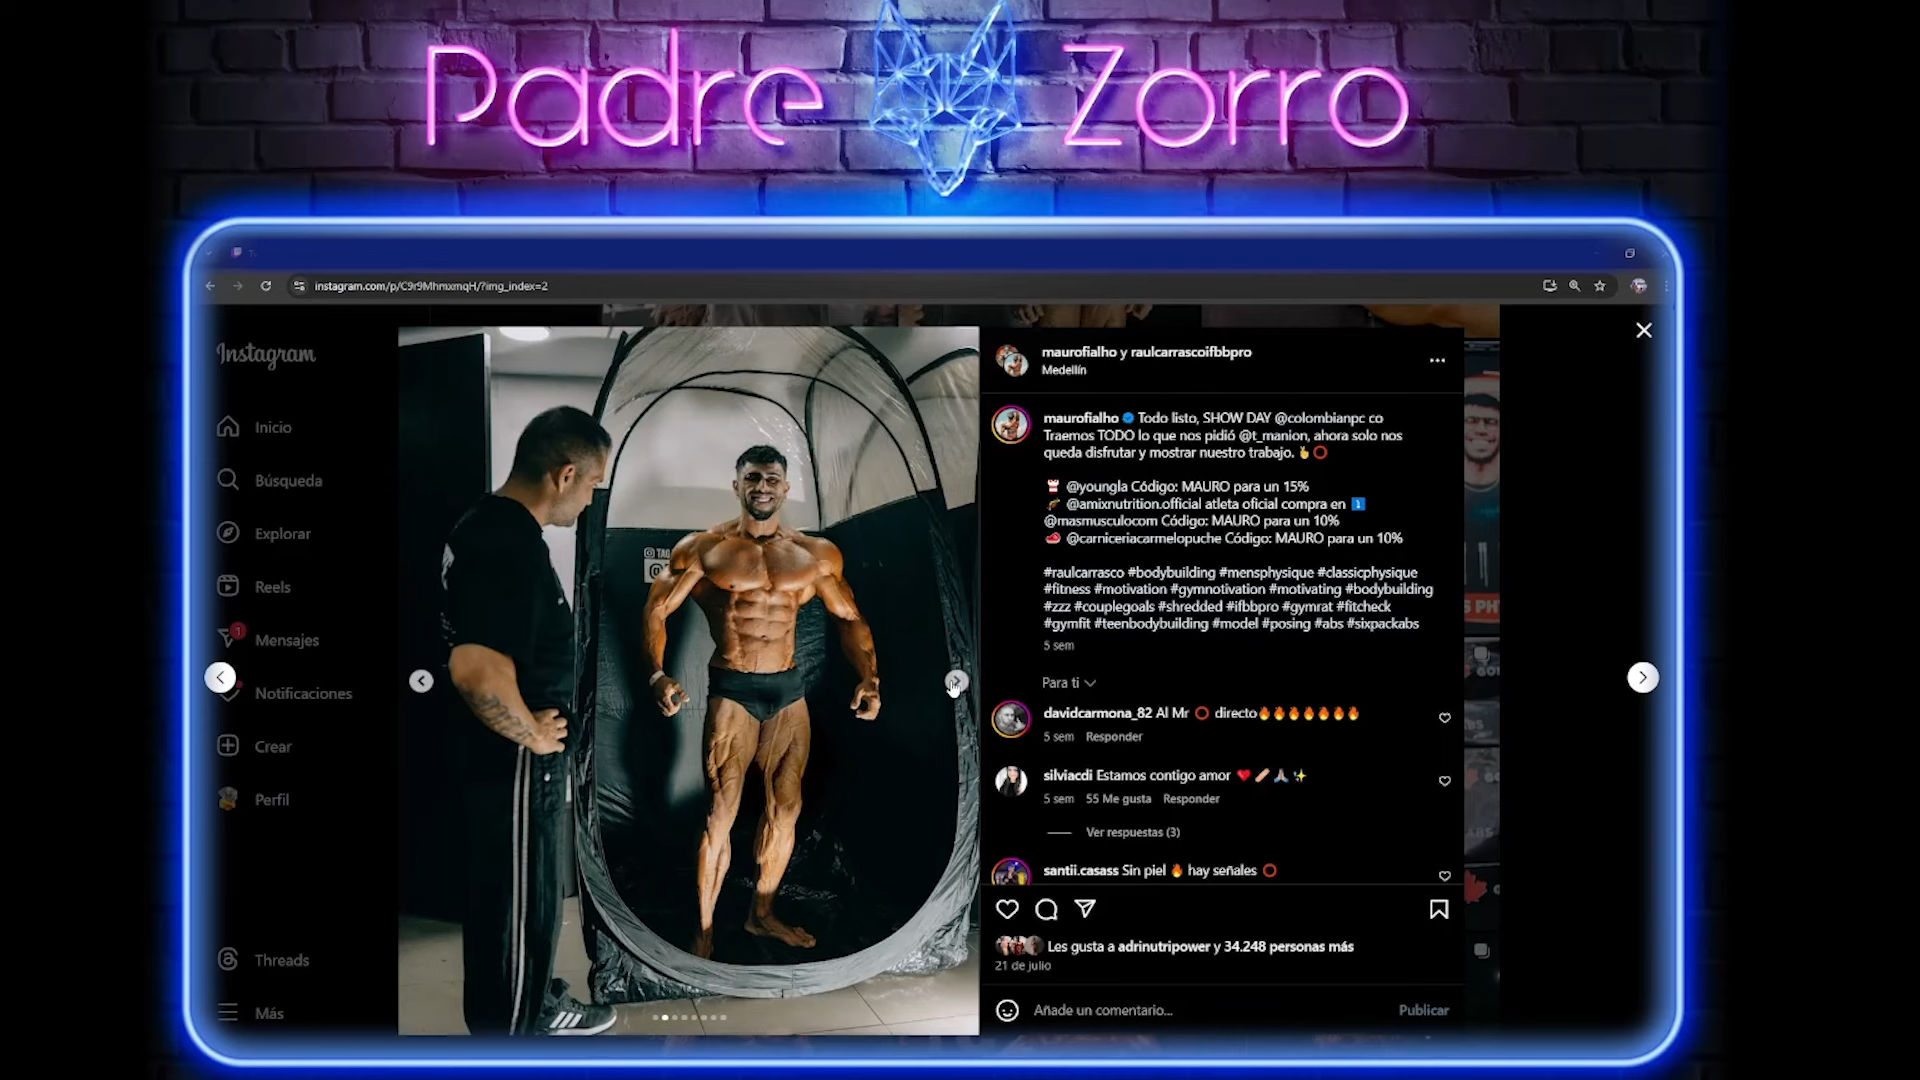 Padre Zorro
instagram.com/p/C9r9MhmxmqH/?img_index=2
Instagram
Inicio
Búsqueda
Explorar
Reels
1
Mensajes
Notificaciones
Crear
Perfil
Threads
Más
TAG
maurofialho y raulcarrascoifbbpro
Medellín
maurofialho Todo listo, SHOW DAY @colombianpc co
Traemos TODO lo que nos pidió @t_manion, ahora solo nos
queda disfrutar y mostrar nuestro trabajo. 🫰⭕
🎽 @youngla Código: MAURO para un 15%
@amixnutrition.official atleta oficial compra en
@masmusculocom Código: MAURO para un 10%
🥩 @carniceriacarmelopuche Código: MAURO para un 10%
#raulcarrasco #bodybuilding #mensphysique #classicphysique
#fitness #motivation #gymnotivation #motivating #bodybuilding
#zzz #couplegoals #shredded #ifbbpro #gymrat #fitcheck
#gymfit #teenbodybuilding #model #posing #abs #sixpackabs
5 sem
Para ti
davidcarmona_82 Al Mr ⭕ directo🔥🔥🔥🔥🔥🔥🔥
5 sem Responder
silviacdi Estamos contigo amor ❤️🩹🙏🏼✨
5 sem 55 Me gusta Responder
Ver respuestas (3)
santii.casass Sin piel 🔥 hay señales ⭕
Les gusta a adrinutripower y 34.248 personas más
21 de julio
Añade un comentario...
Publicar